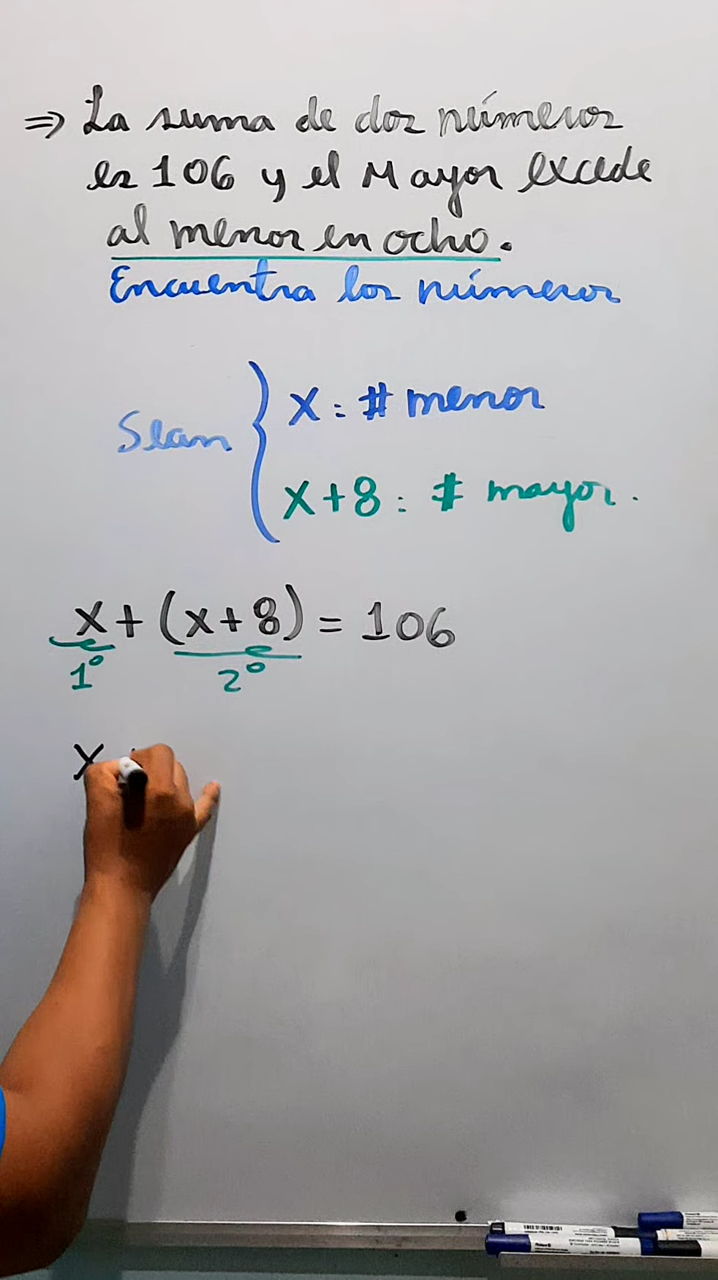 ⇒ La suma de dos números
es 106 y el Mayor excede
al menor en ocho.
Encuentra los números
Sean { x : # menor
x+8 : # mayor.
x + (x+8) = 106
1° 2°
x